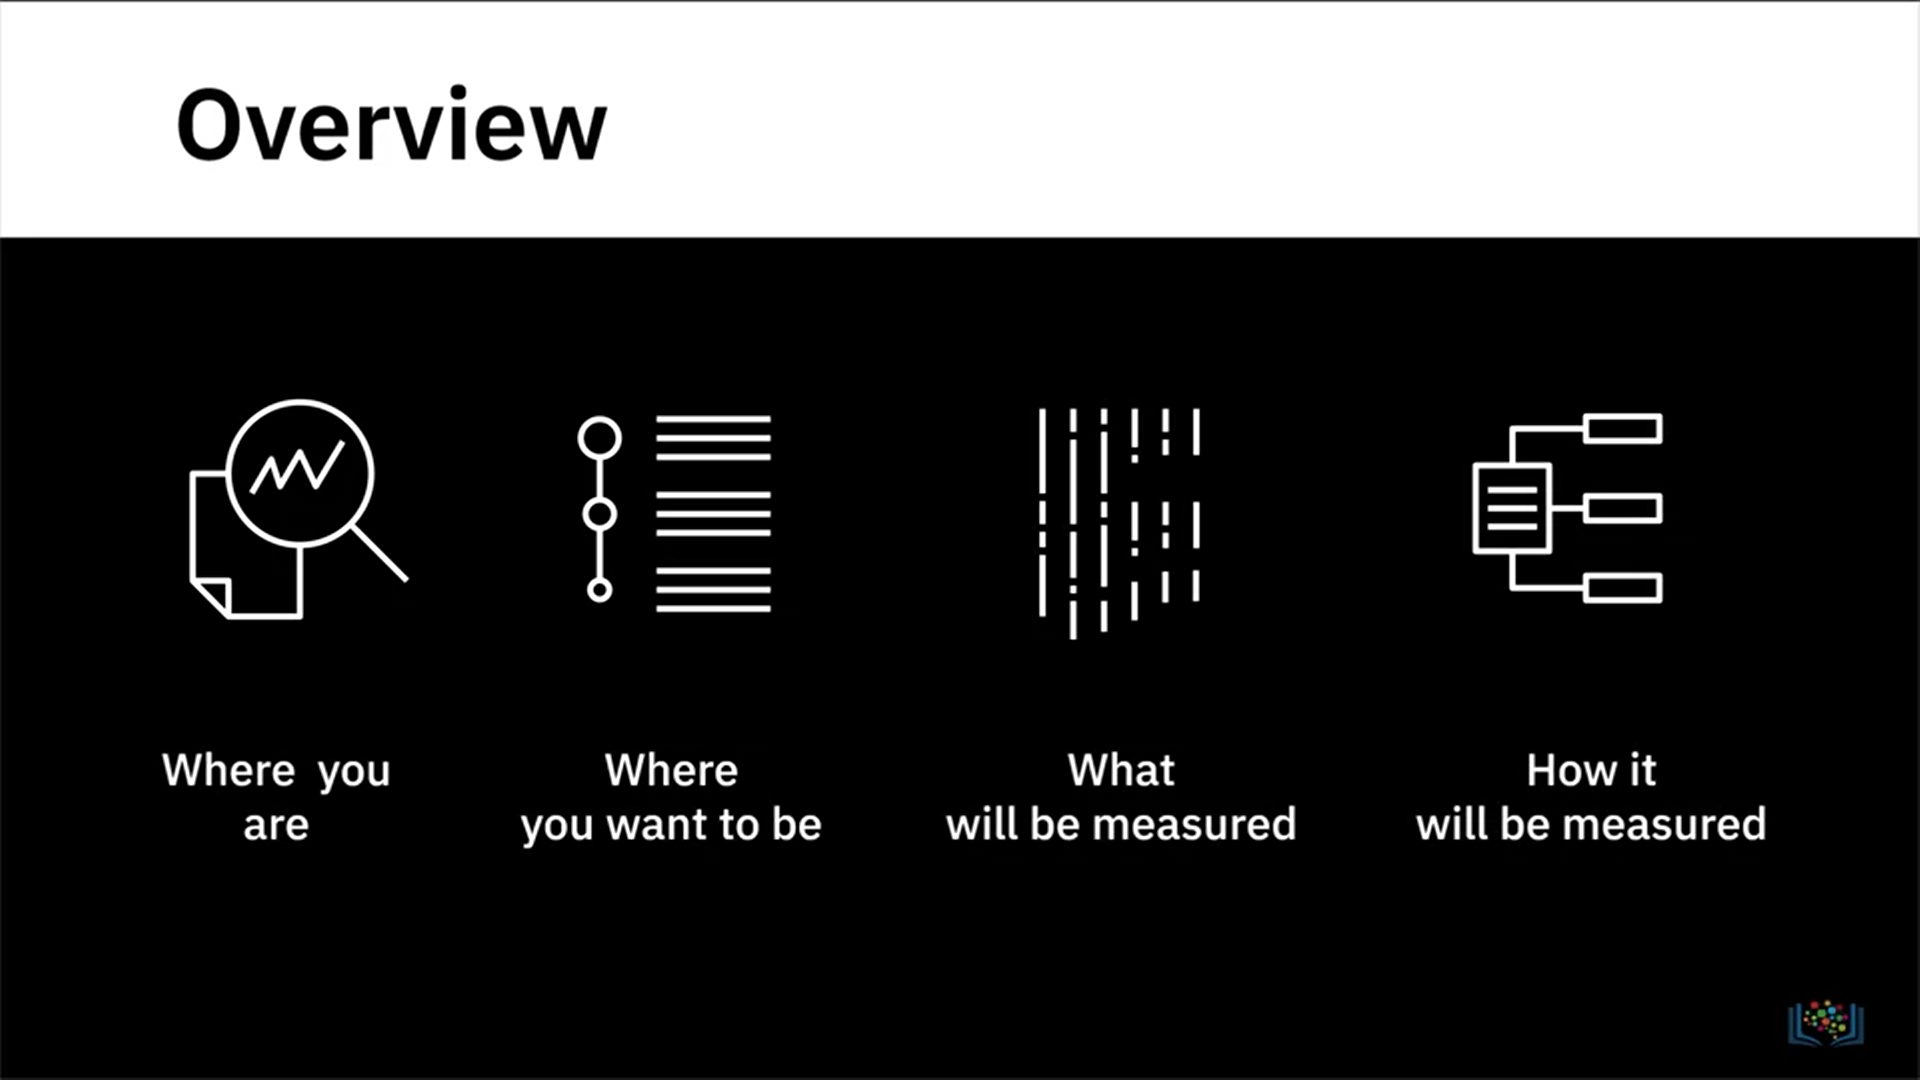 Overview
Where you
are
Where
you want to be
What
will be measured
How it
will be measured